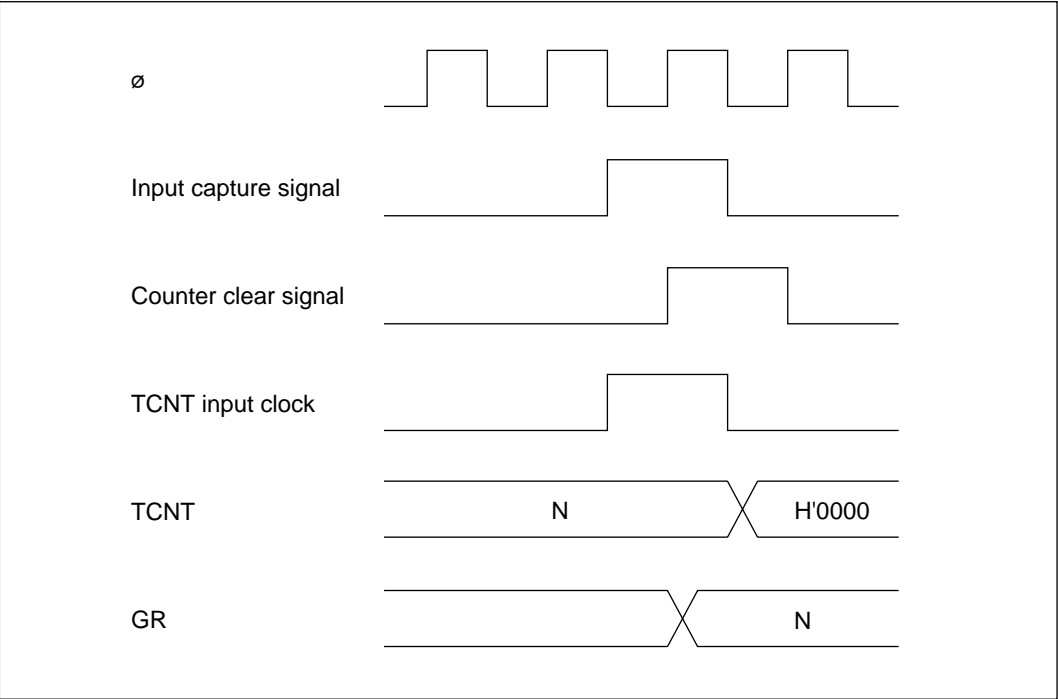 ø
Input capture signal
Counter clear signal
TCNT input clock
TCNT
N
H'0000
GR
N